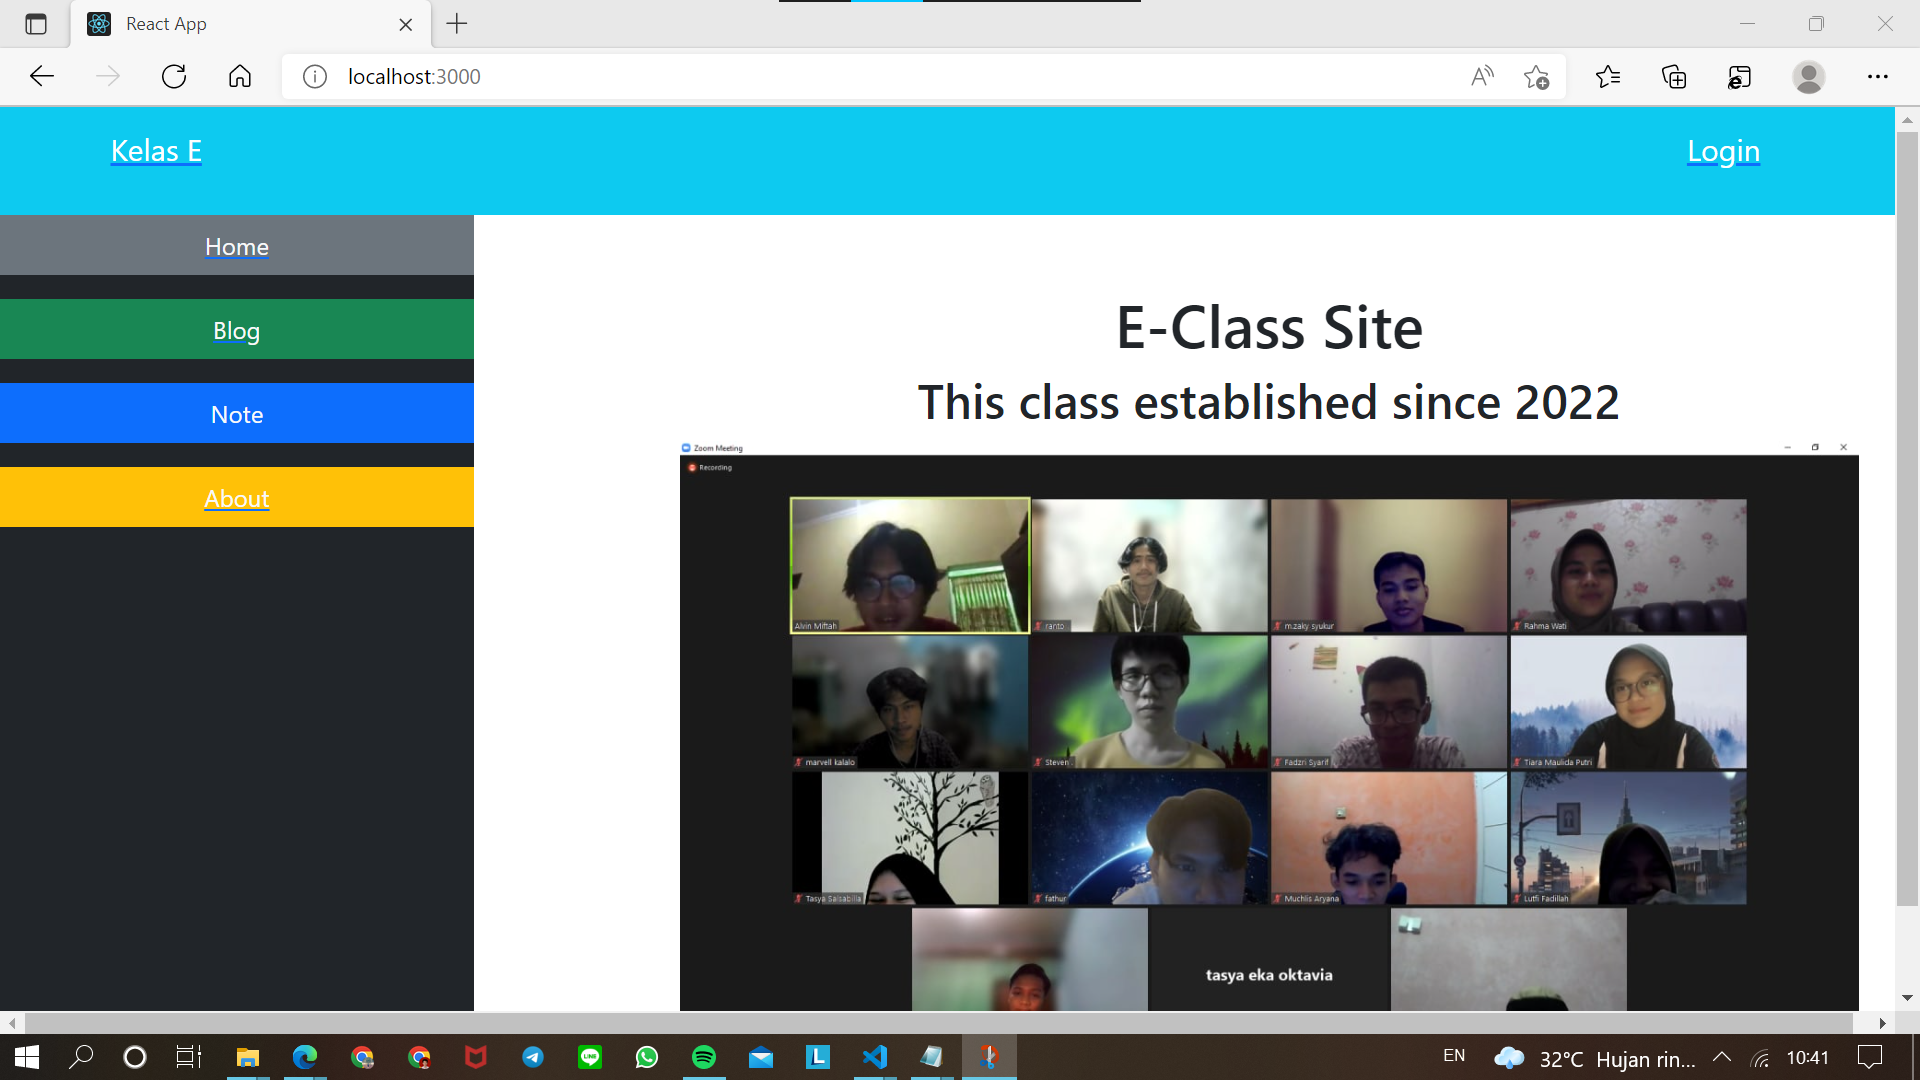 React App
localhost:3000
Kelas E
Login
Home
Blog
Note
About
E-Class Site
This class established since 2022
Zoom Meeting
Recording
Alvin Miftah
ranto
m.zaky syukur
Rahma Wati
marvell kalalo
Steven
Fadzri Syarif
Tiara Maulida Putri
Tasya Salsabilla
fathur
Muchlis Aryana
Lutfi Fadillah
tasya eka oktavia
EN
32°C Hujan rin...
10:41